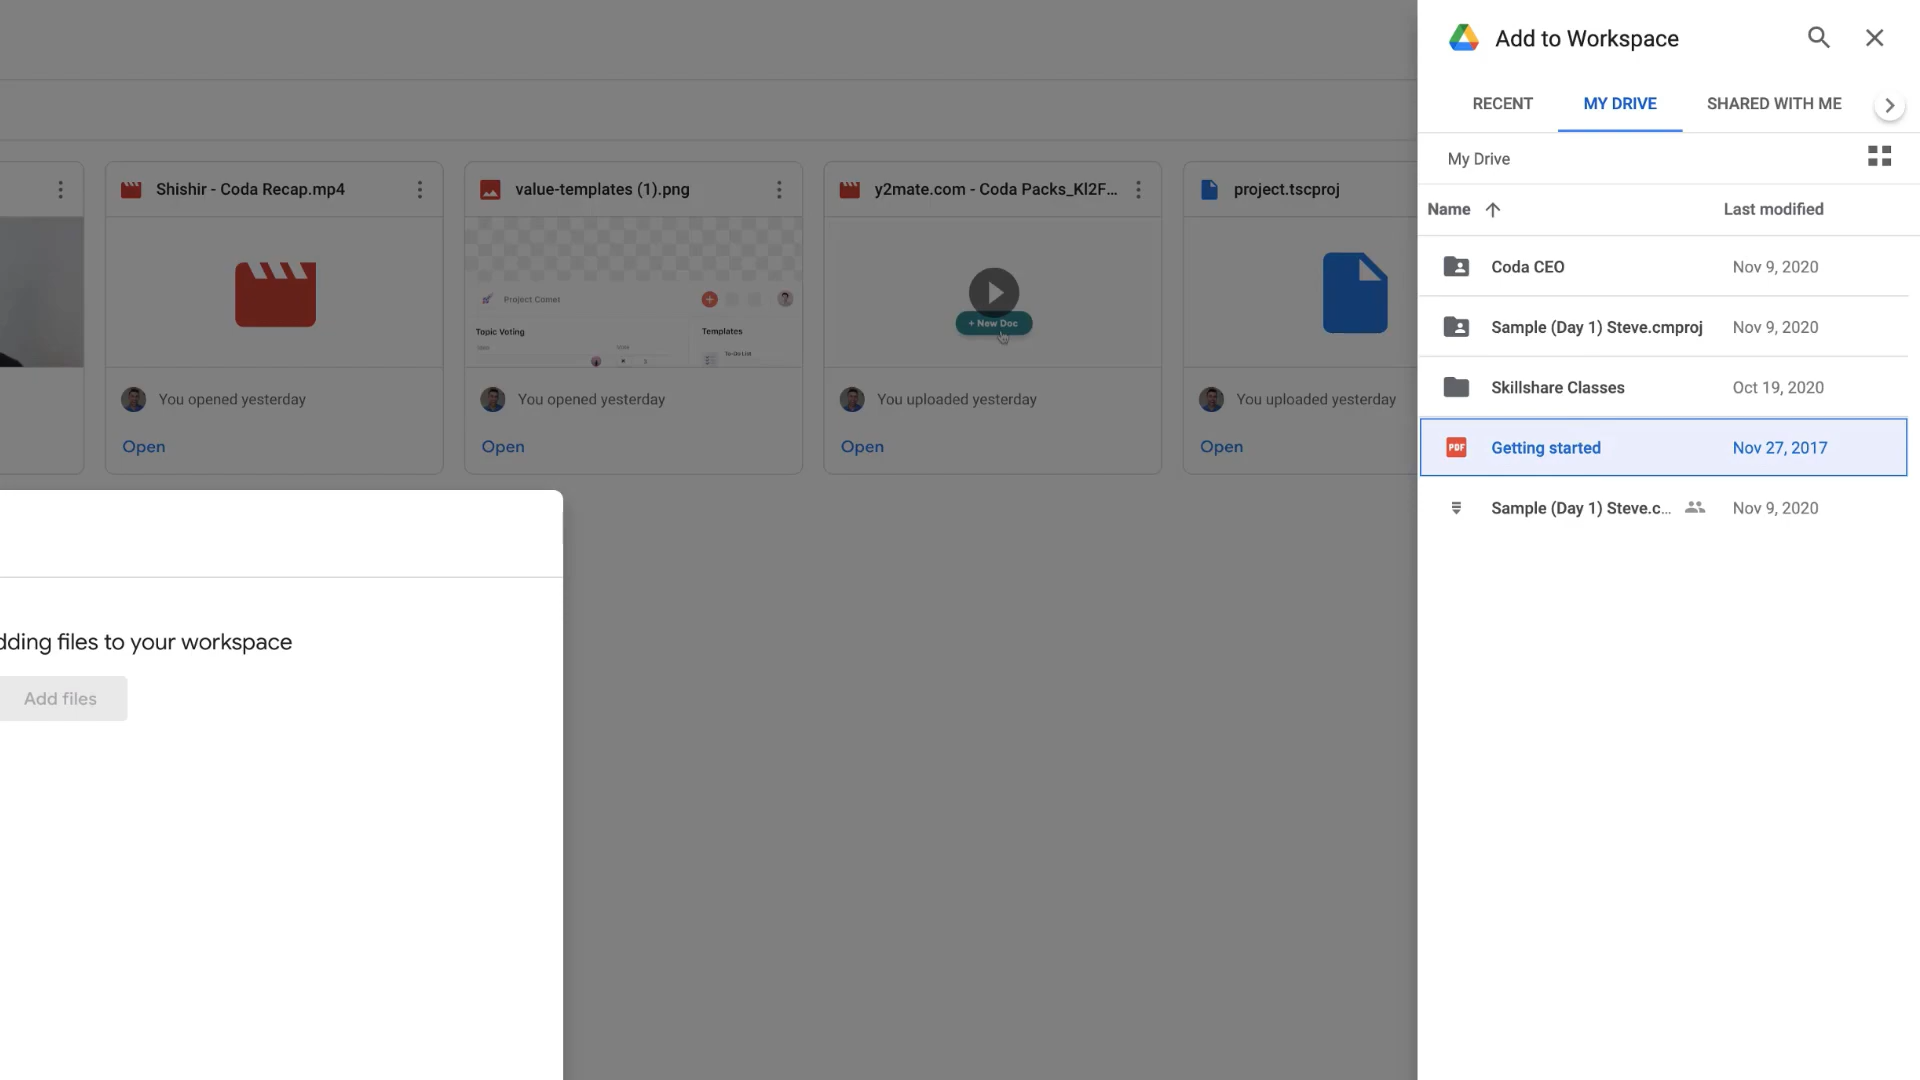 Add to Workspace
RECENT MY DRIVE SHARED WITH ME
My Drive
Name Last modified
Coda CEO Nov 9, 2020
Sample (Day 1) Steve.cmproj Nov 9, 2020
Skillshare Classes Oct 19, 2020
PDF Getting started Nov 27, 2017
Sample (Day 1) Steve.c... Nov 9, 2020
Shishir - Coda Recap.mp4
You opened yesterday
Open
value-templates (1).png
Project Comet
Topic Voting
Templates
To-Do List
You opened yesterday
Open
y2mate.com - Coda Packs_Kl2F...
+ New Doc
You uploaded yesterday
Open
project.tscproj
You uploaded yesterday
Open
dding files to your workspace
Add files